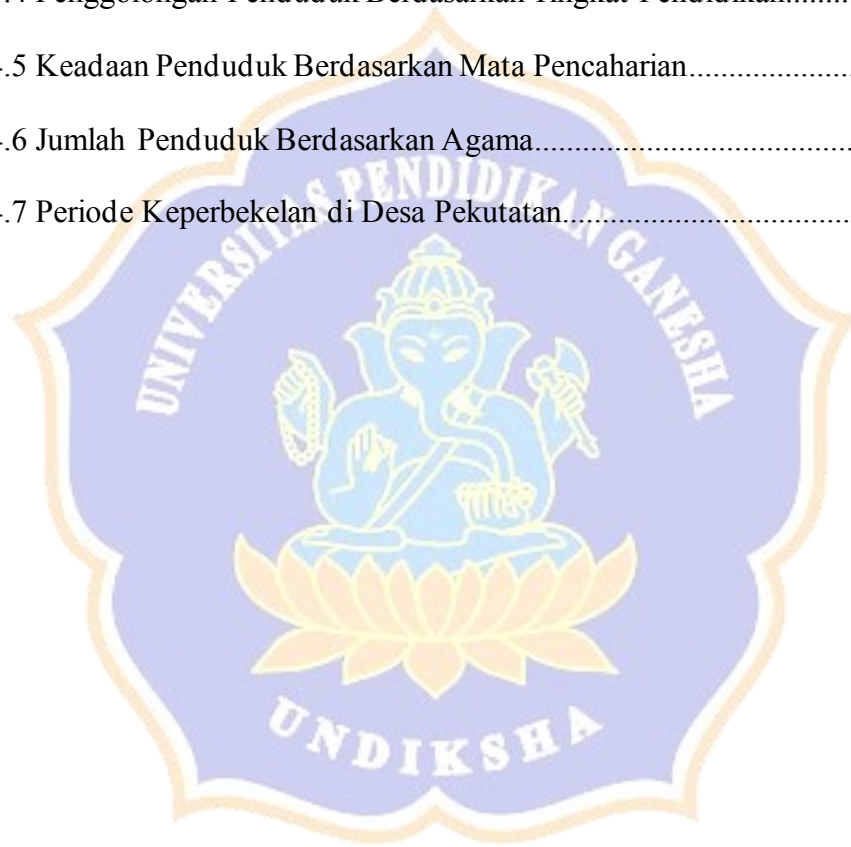 .4 Penggolongan Penduduk Berdasarkan Tingkat Pendidikan..........
.5 Keadaan Penduduk Berdasarkan Mata Pencaharian....................
.6 Jumlah Penduduk Berdasarkan Agama.......................................
.7 Periode Keperbekelan di Desa Pekutatan....................................
UNIVERSITAS PENDIDIKAN GANESHA
UNDIKSHA